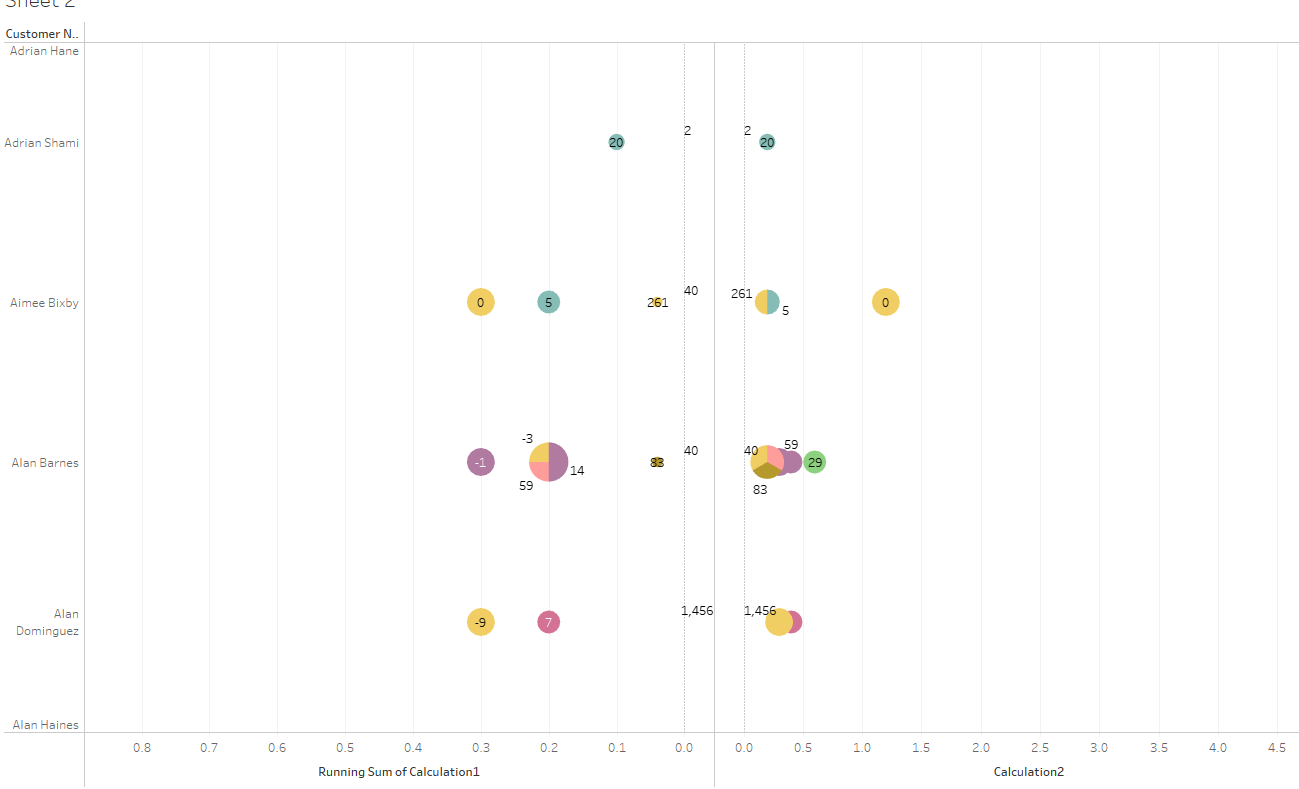 Sheet 2
Customer N..
Adrian Hane
2 2
Adrian Shami 20 20
40 261
Aimee Bixby 0 5 261 5 0
-3 40 40 59
Alan Barnes -1 14 83 29
59 83
1,456 1,456
Alan
Dominguez -9 7
Alan Haines
0.8 0.7 0.6 0.5 0.4 0.3 0.2 0.1 0.0 0.0 0.5 1.0 1.5 2.0 2.5 3.0 3.5 4.0 4.5
Running Sum of Calculation1 Calculation2